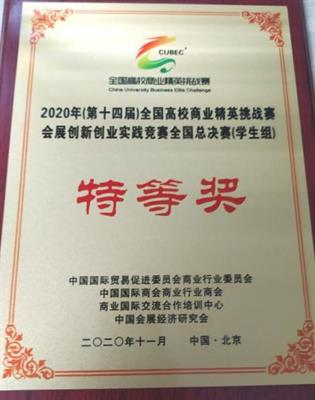 CUBEC
全国高校商业精英挑战赛
China University Business Elite Challenge
2020年(第十四届)全国高校商业精英挑战赛
会展创新创业实践竞赛全国总决赛(学生组)
特等奖
中国国际贸易促进委员会商业行业委员会
中国国际商会商业行业商会
商业国际交流合作培训中心
中国会展经济研究会
二〇二〇年十一月 中国·北京